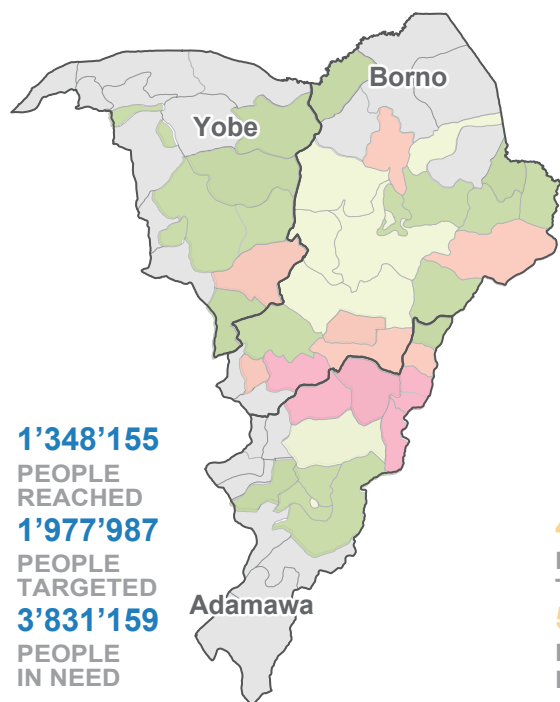 Borno
Yobe
1’348’155
PEOPLE
REACHED
1’977’987
PEOPLE
TARGETED
Adamawa
3’831’159
PEOPLE
IN NEED